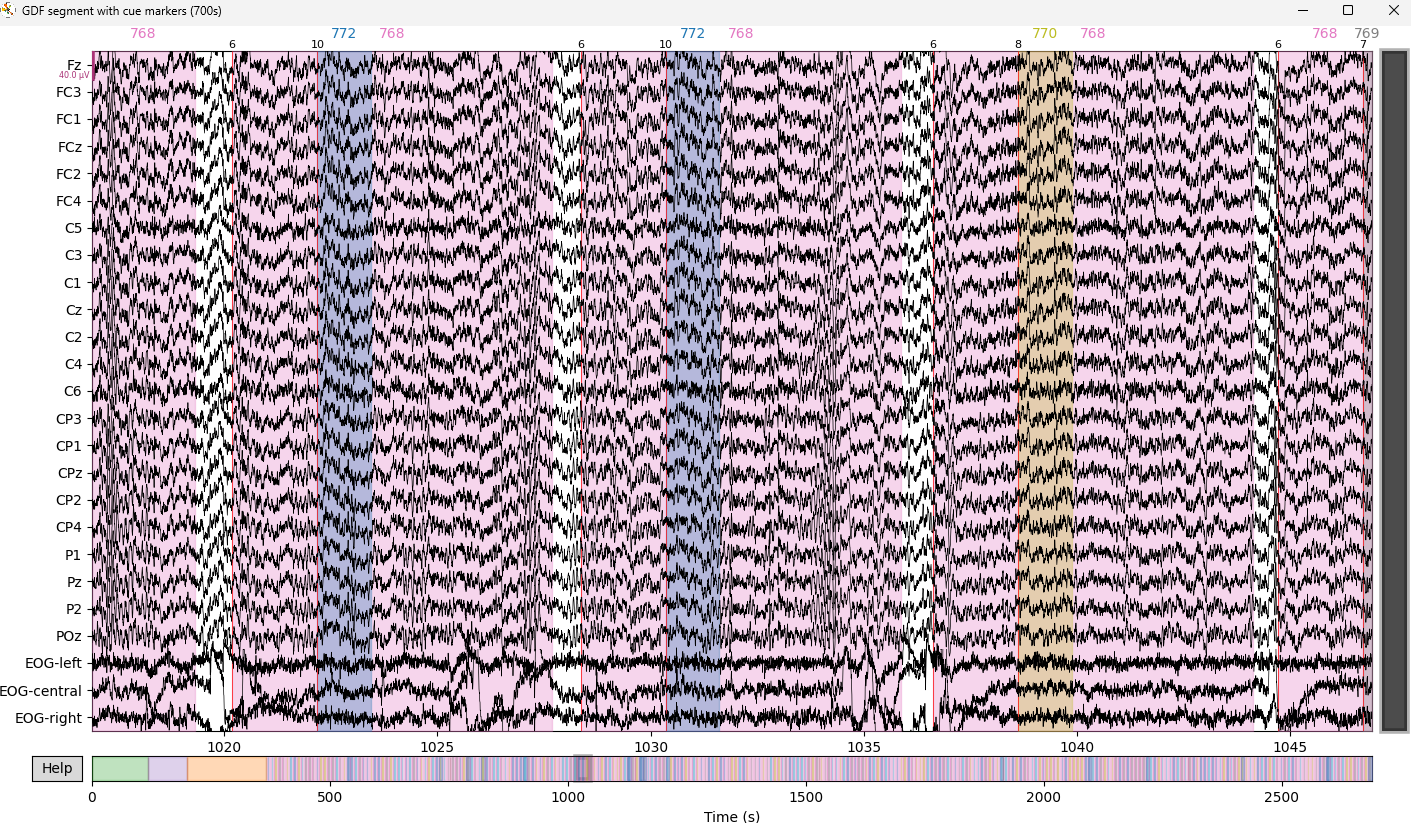 GDF segment with cue markers (700s)
768 772 768 772 768 770 768 768 769
6 10 6 10 6 8 6 7
Fz
40.0 µV
FC3
FC1
FCz
FC2
FC4
C5
C3
C1
Cz
C2
C4
C6
CP3
CP1
CPz
CP2
CP4
P1
Pz
P2
POz
EOG-left
EOG-central
EOG-right
1020 1025 1030 1035 1040 1045
Help
0 500 1000 1500 2000 2500
Time (s)